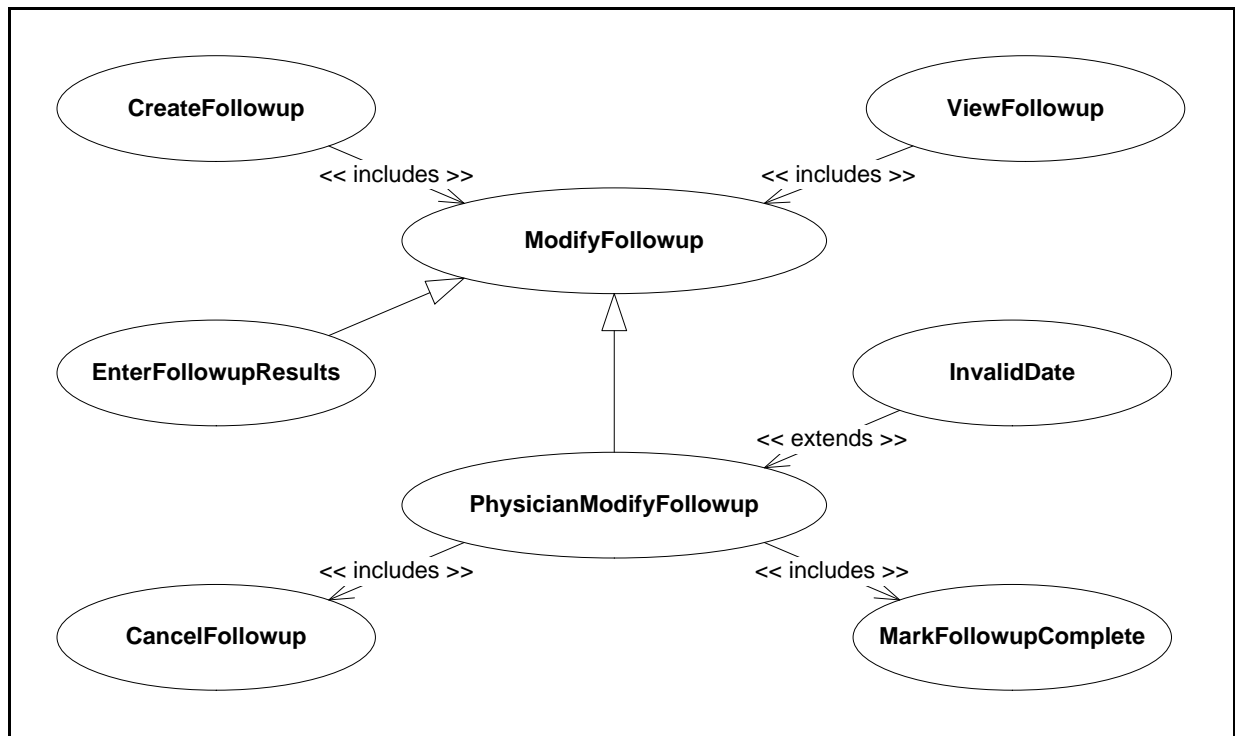 CreateFollowup
ViewFollowup
<< includes >>
<< includes >>
ModifyFollowup
EnterFollowupResults
InvalidDate
<< extends >>
PhysicianModifyFollowup
<< includes >>
<< includes >>
CancelFollowup
MarkFollowupComplete